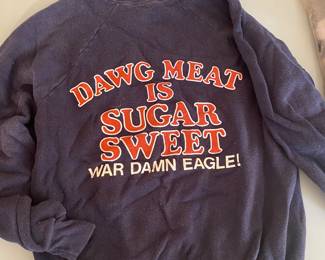 DAWG MEAT
IS
SUGAR
SWEET
WAR DAMN EAGLE!